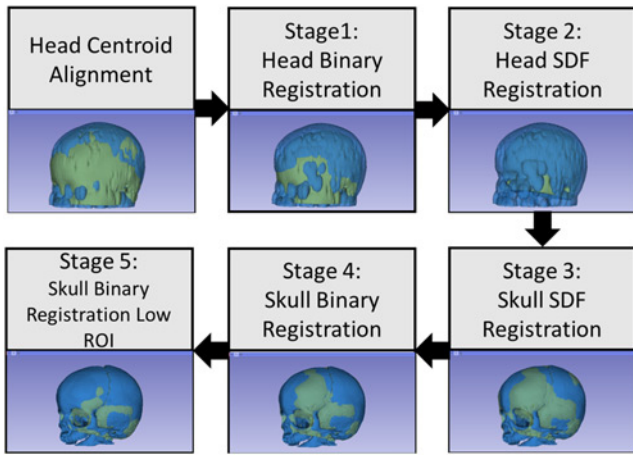 Head Centroid
Alignment
Stage1:
Head Binary
Registration
Stage 2:
Head SDF
Registration
Stage 3:
Skull SDF
Registration
Stage 4:
Skull Binary
Registration
Stage 5:
Skull Binary
Registration Low
ROI